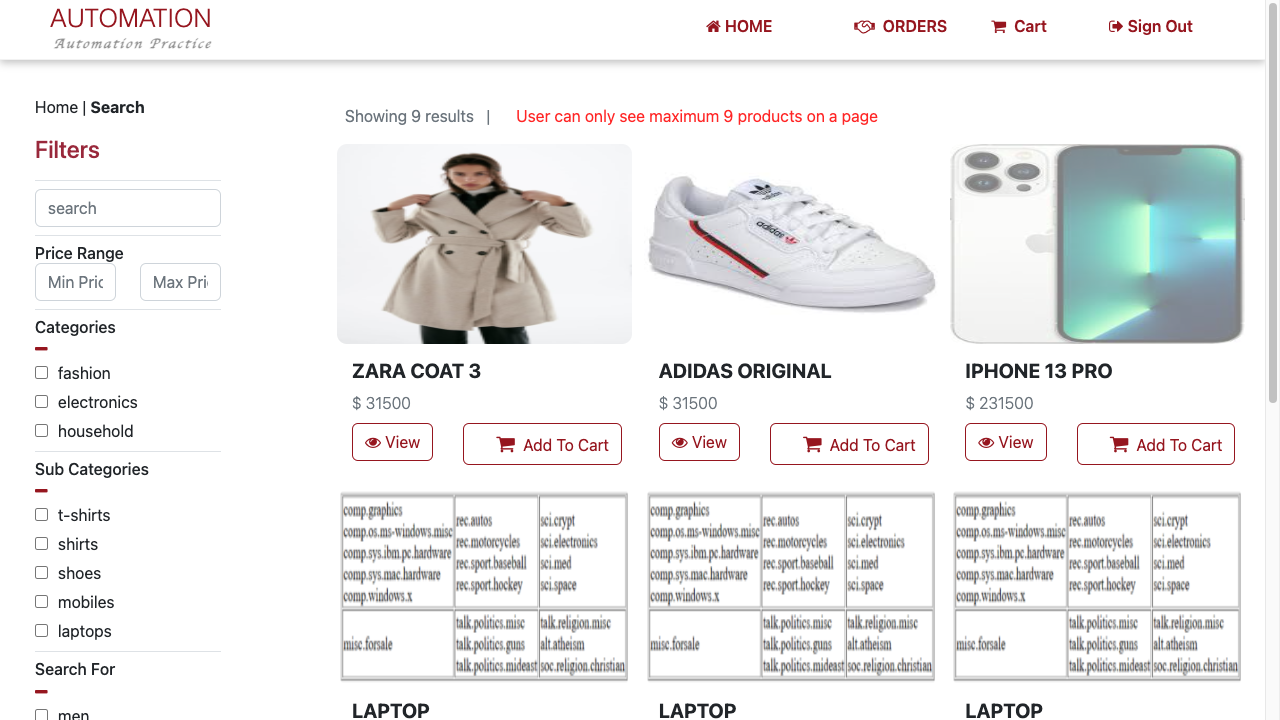 AUTOMATION
Automation Practice
HOME
ORDERS
Cart
Sign Out
Home | Search
Filters
search
Price Range
Min Pric
Max Pri
Categories
fashion
electronics
household
Sub Categories
t-shirts
shirts
shoes
mobiles
laptops
Search For
men
Showing 9 results |
User can only see maximum 9 products on a page
adidas
adidas
ZARA COAT 3
$ 31500
View
Add To Cart
ADIDAS ORIGINAL
$ 31500
View
Add To Cart
IPHONE 13 PRO
$ 231500
View
Add To Cart
comp.graphics
comp.os.ms-windows.misc
comp.sys.ibm.pc.hardware
comp.sys.mac.hardware
comp.windows.x
rec.autos
rec.motorcycles
rec.sport.baseball
rec.sport.hockey
sci.crypt
sci.electronics
sci.med
sci.space
misc.forsale
talk.politics.misc
talk.politics.guns
talk.politics.mideast
talk.religion.misc
alt.atheism
soc.religion.christian
LAPTOP
comp.graphics
comp.os.ms-windows.misc
comp.sys.ibm.pc.hardware
comp.sys.mac.hardware
comp.windows.x
rec.autos
rec.motorcycles
rec.sport.baseball
rec.sport.hockey
sci.crypt
sci.electronics
sci.med
sci.space
misc.forsale
talk.politics.misc
talk.politics.guns
talk.politics.mideast
talk.religion.misc
alt.atheism
soc.religion.christian
LAPTOP
comp.graphics
comp.os.ms-windows.misc
comp.sys.ibm.pc.hardware
comp.sys.mac.hardware
comp.windows.x
rec.autos
rec.motorcycles
rec.sport.baseball
rec.sport.hockey
sci.crypt
sci.electronics
sci.med
sci.space
misc.forsale
talk.politics.misc
talk.politics.guns
talk.politics.mideast
talk.religion.misc
alt.atheism
soc.religion.christian
LAPTOP